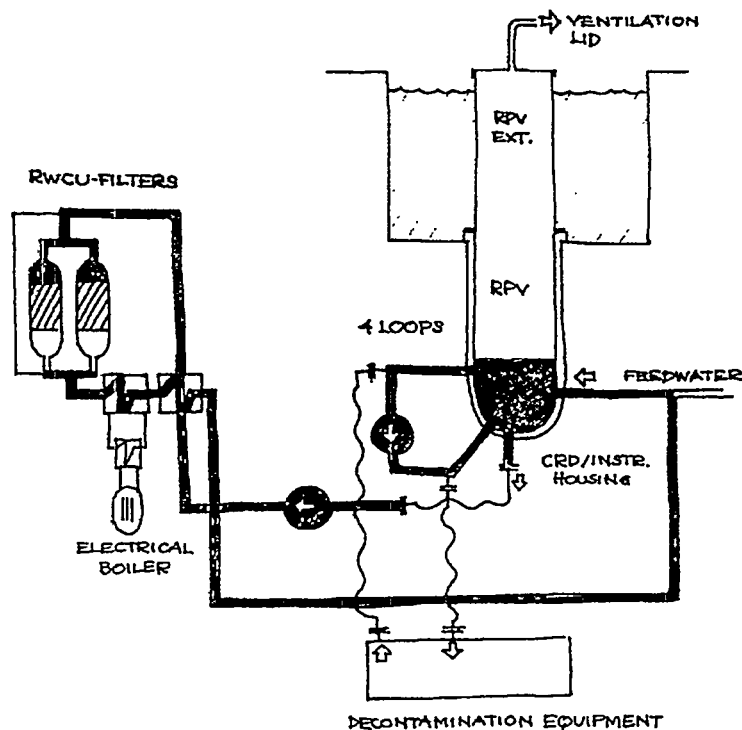 VENTILATION
LID
RPV
EXT.
RWCU-FILTERS
RPV
4 LOOPS
FEEDWATER
CRD/INSTR.
HOUSING
ELECTRICAL
BOILER
DECONTAMINATION EQUIPMENT